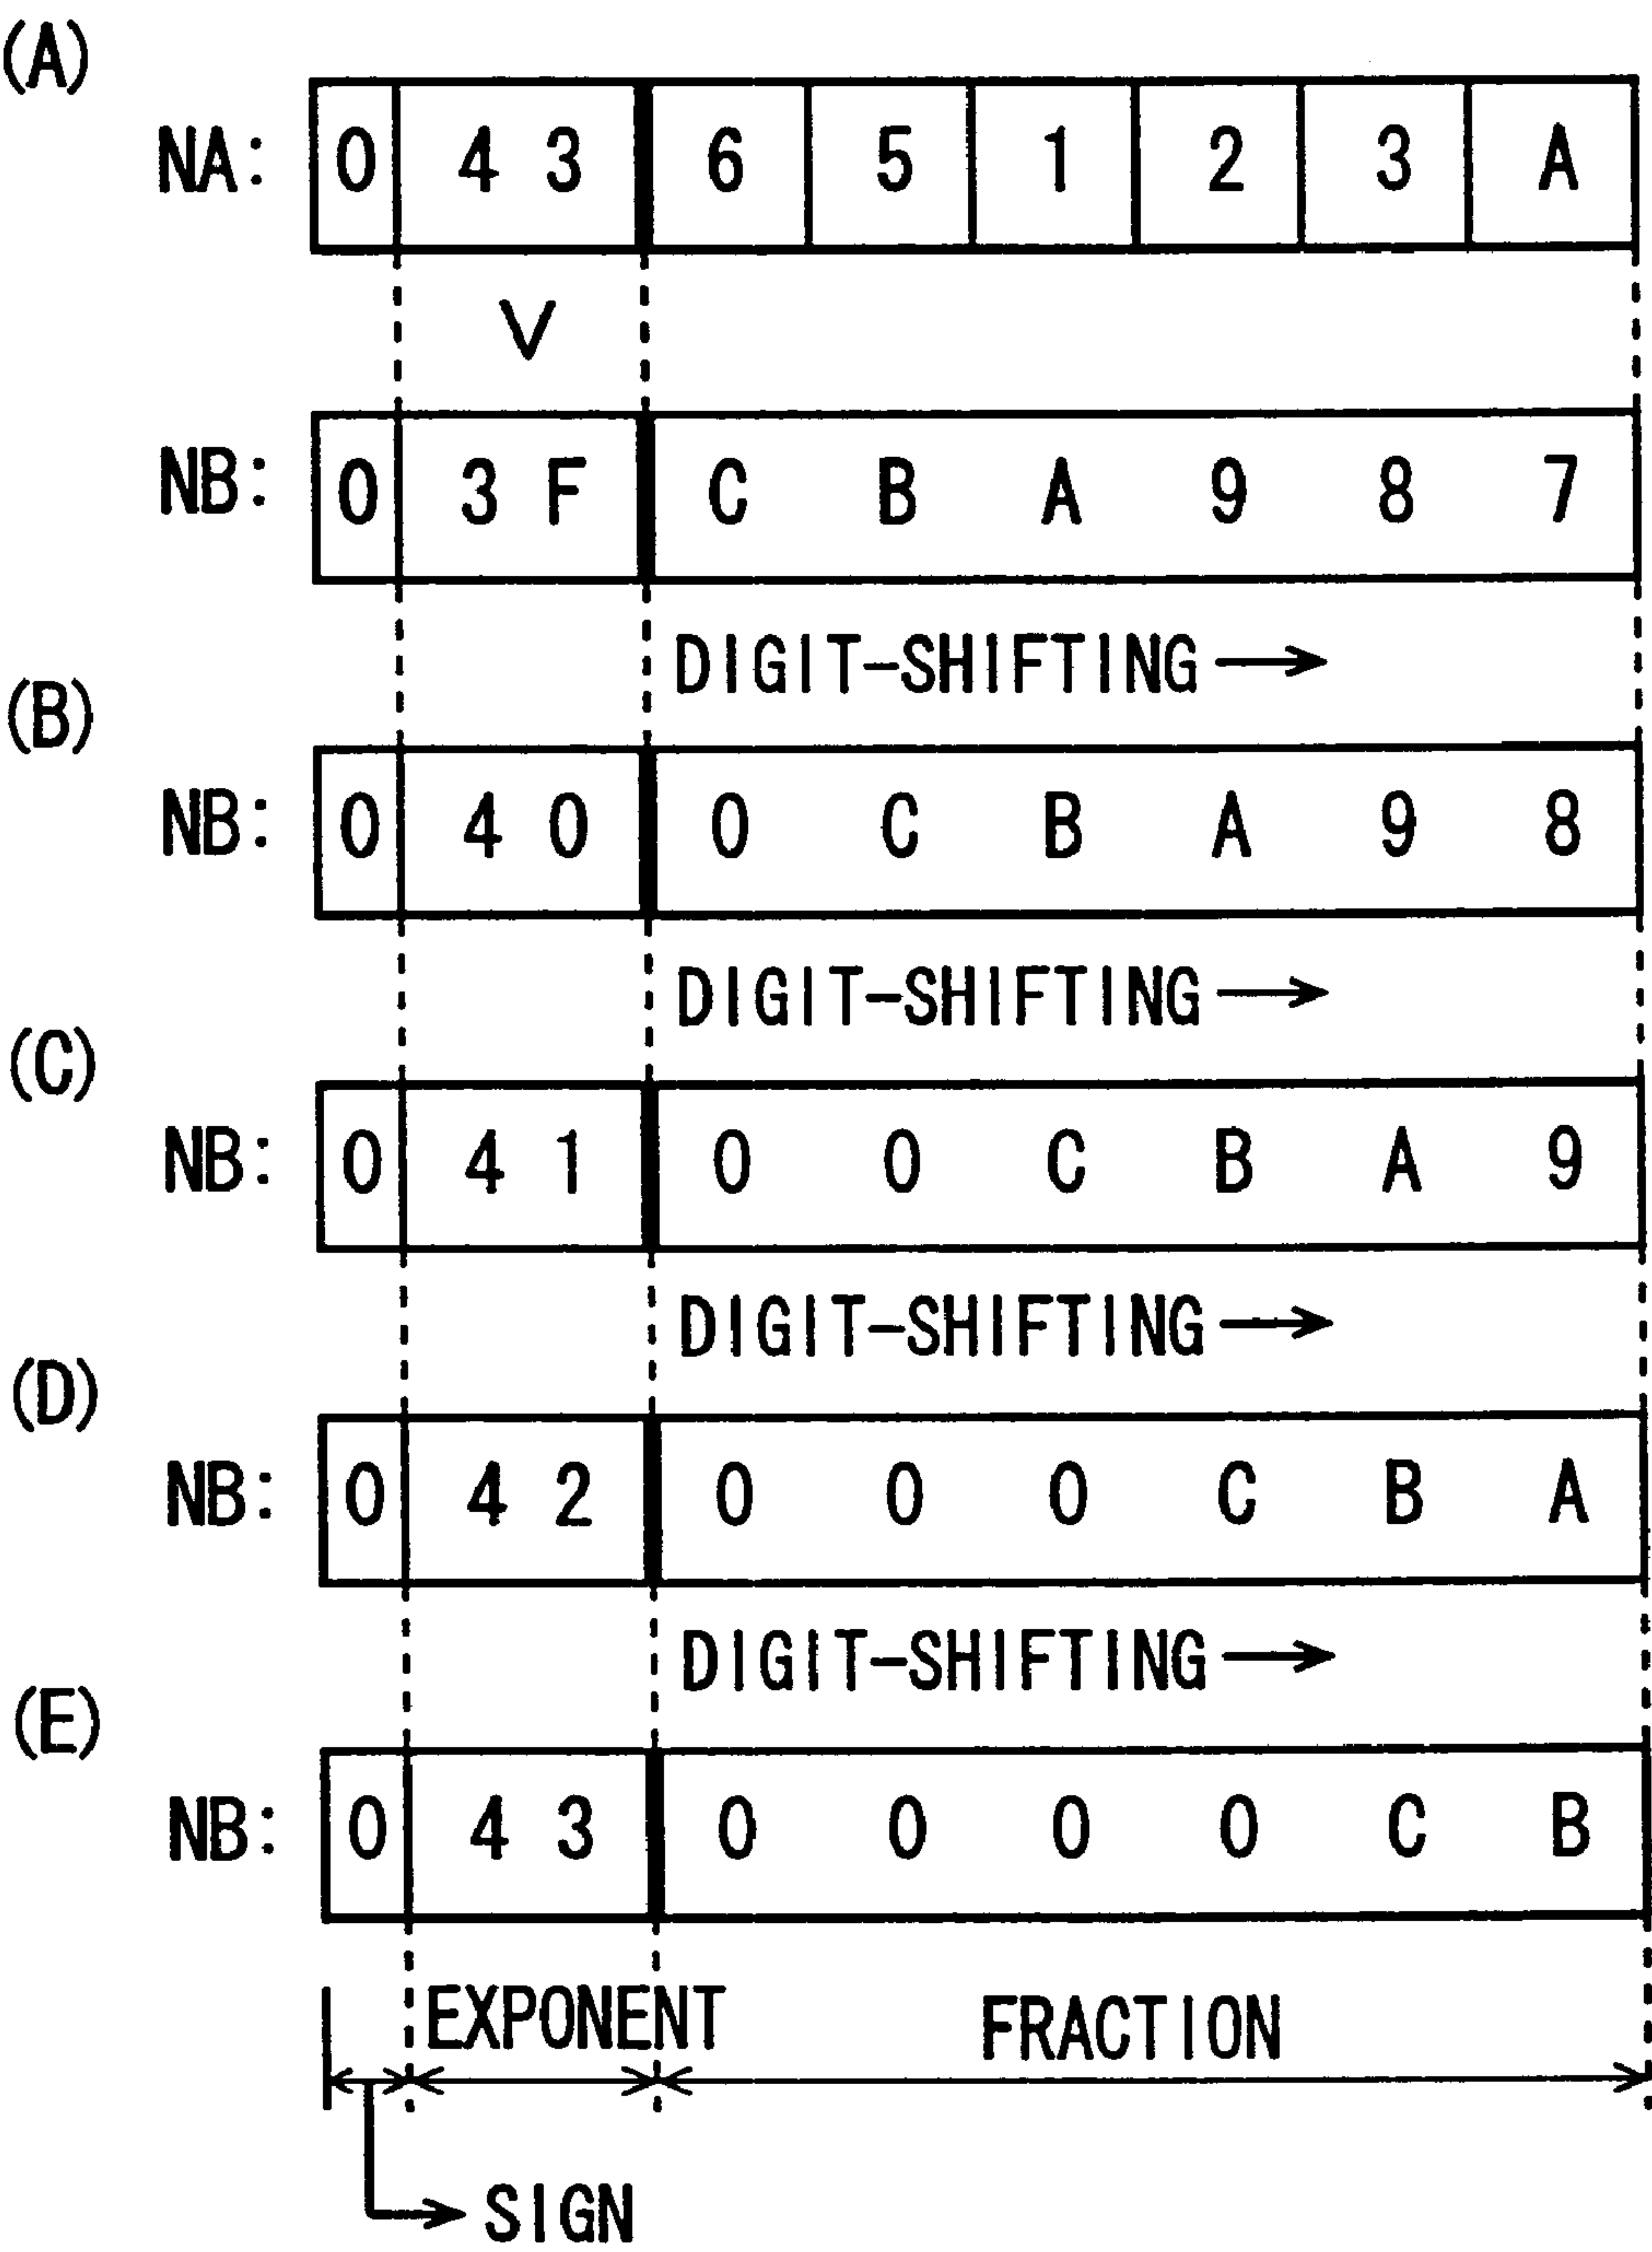 (A)
NA: 0 4 3 6 5 1 2 3 A
V
NB: 0 3 F C B A 9 8 7
DIGIT-SHIFTING →
(B)
NB: 0 4 0 0 C B A 9 8
DIGIT-SHIFTING →
(C)
NB: 0 4 1 0 0 C B A 9
DIGIT-SHIFTING →
(D)
NB: 0 4 2 0 0 0 C B A
DIGIT-SHIFTING →
(E)
NB: 0 4 3 0 0 0 0 C B
EXPONENT FRACTION
SIGN